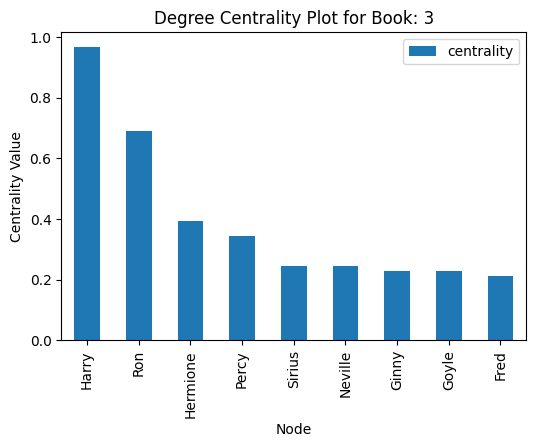 Degree Centrality Plot for Book: 3
centrality
Centrality Value
1.0
0.8
0.6
0.4
0.2
0.0
Harry
Ron
Hermione
Percy
Sirius
Neville
Ginny
Goyle
Fred
Node